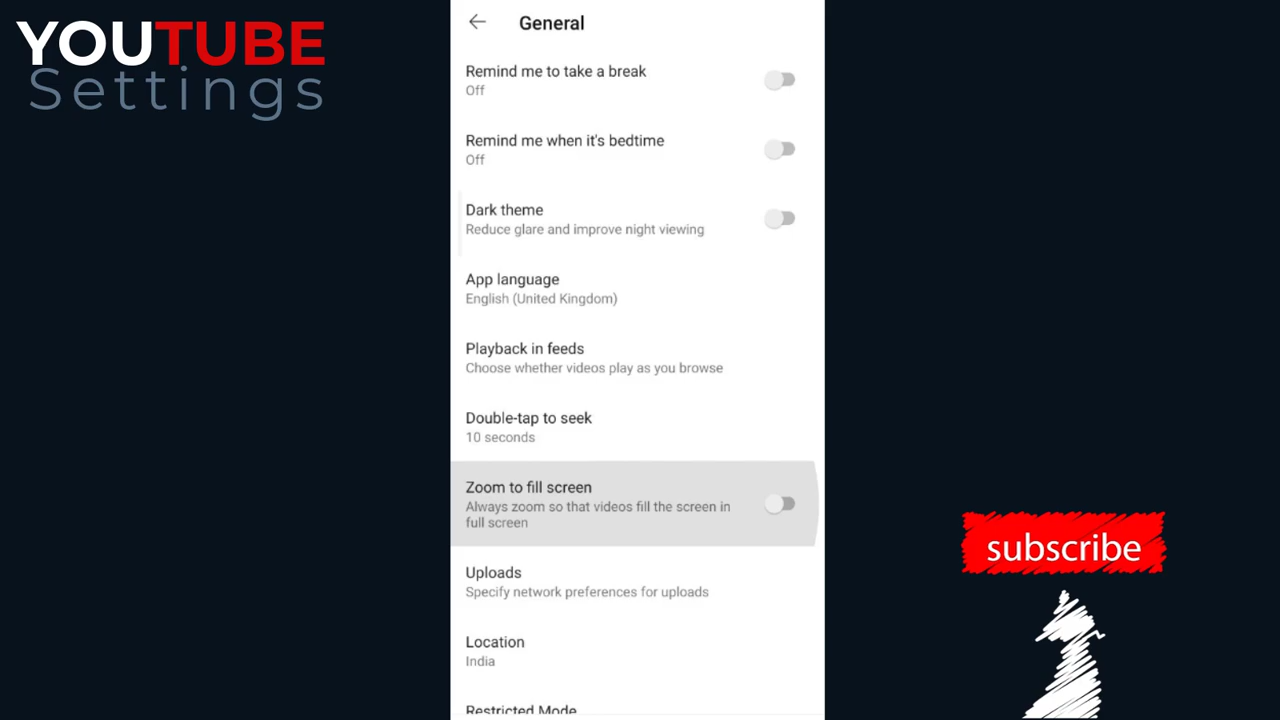 YOUTUBE
Settings
General
Remind me to take a break
Off
Remind me when it's bedtime
Off
Dark theme
Reduce glare and improve night viewing
App language
English (United Kingdom)
Playback in feeds
Choose whether videos play as you browse
Double-tap to seek
10 seconds
Zoom to fill screen
Always zoom so that videos fill the screen in
full screen
Uploads
Specify network preferences for uploads
Location
India
Restricted Mode
subscribe